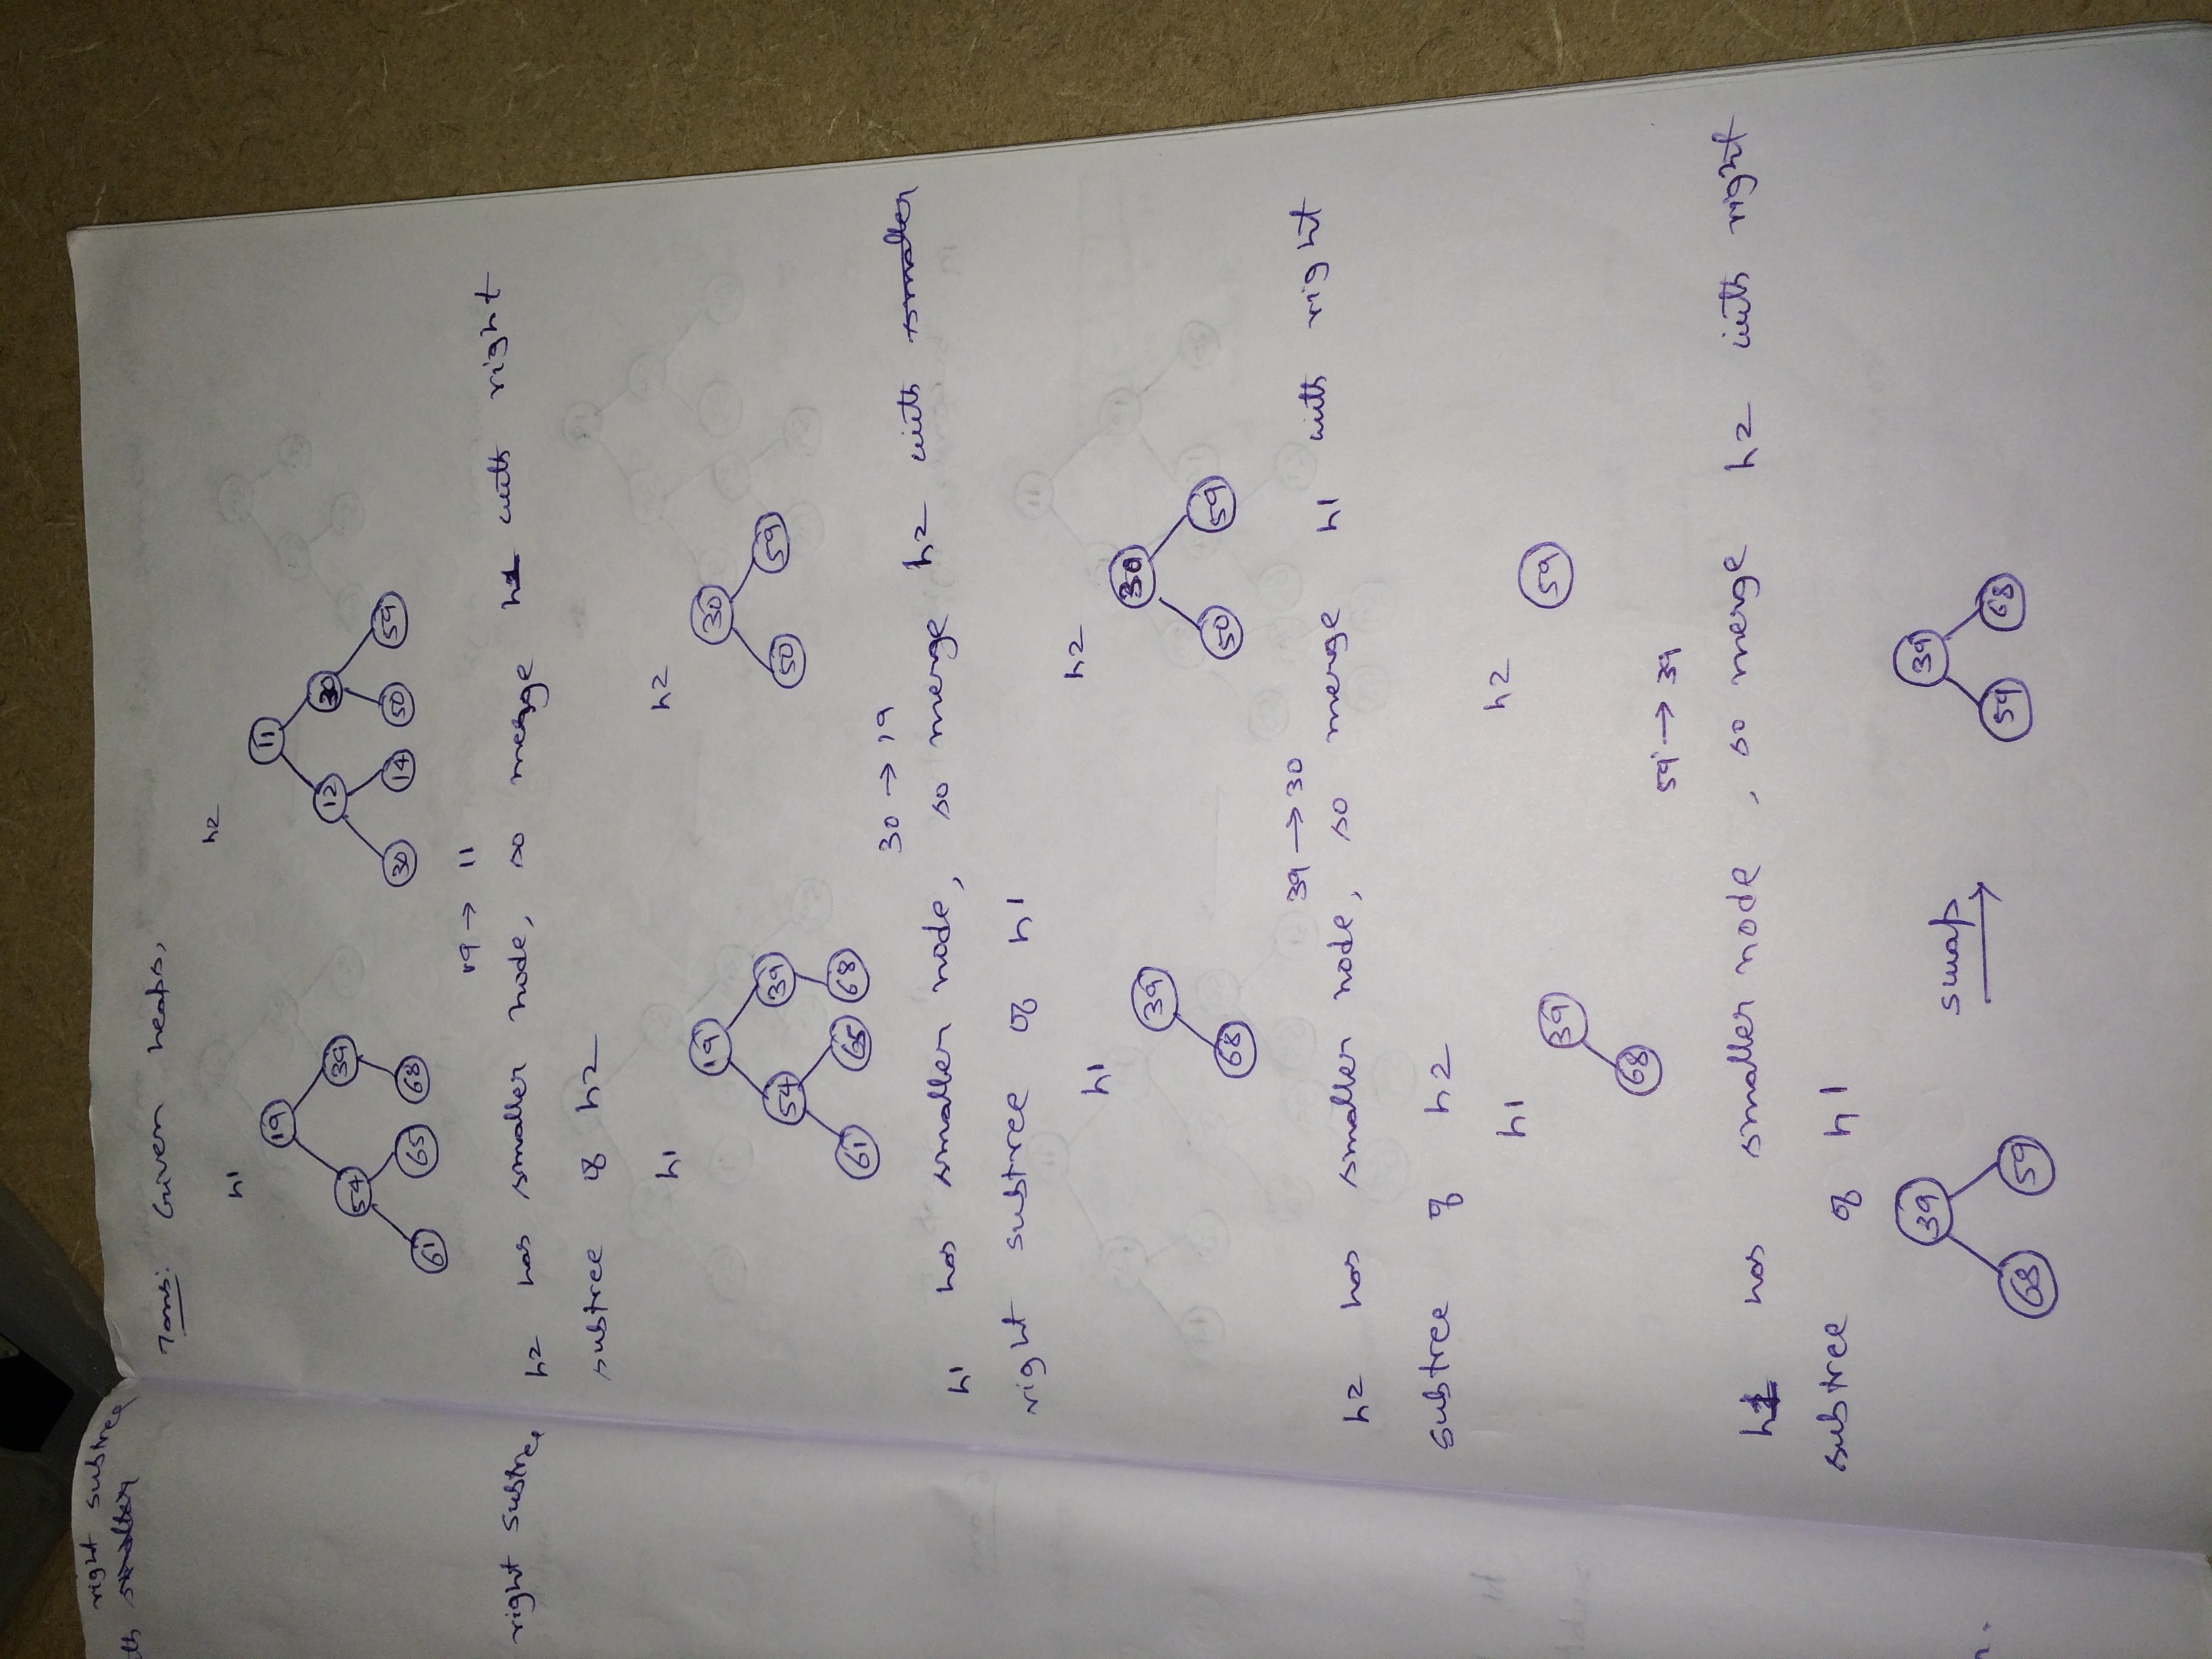 right subtree
smaller
right subtree
7ans: Given heaps,
h1 h2
19 11
54 39 12 30
61 65 68 30 14 50 59
19 → 11
h2 has smaller node, so merge h1 with right
subtree of h2
h1 h2
19 30
54 39 50 59
61 65 68
30 → 19
h1 has smaller node, so merge h2 with smaller
right subtree of h1
h1 h2
39 30
68 50 59
39 → 30
h2 has smaller node, so merge h1 with right
subtree of h2
h1 h2
39 59
68
59 → 39
h1 has smaller node, so merge h2 with right
subtree of h1
39 swap 39
68 59 59 68